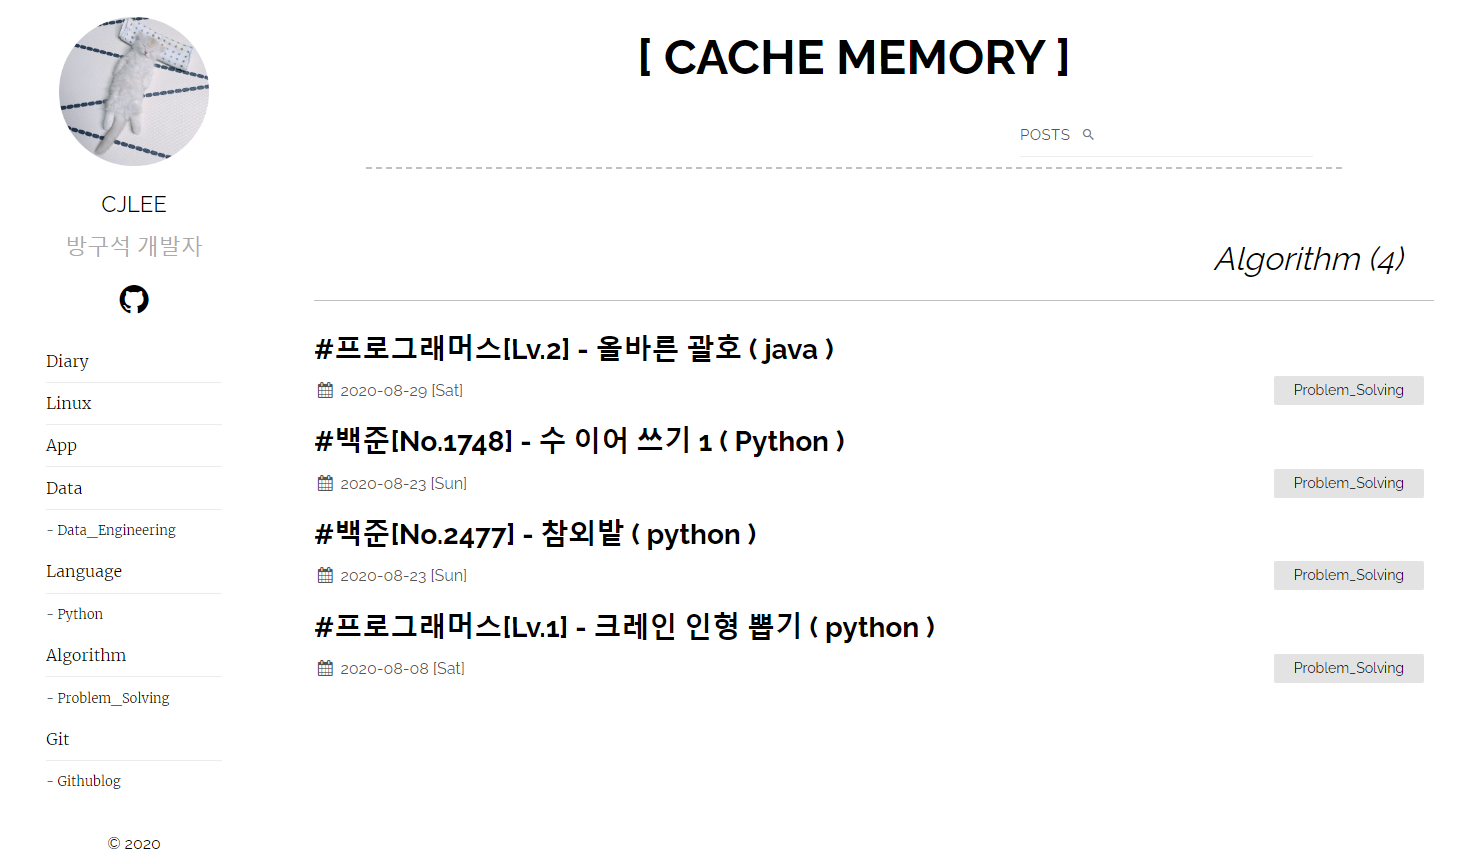 CJLEE
방구석 개발자
Diary
Linux
App
Data
- Data_Engineering
Language
- Python
Algorithm
- Problem_Solving
Git
- Githublog
© 2020
[ CACHE MEMORY ]
POSTS
Algorithm (4)
#프로그래머스[Lv.2] - 올바른 괄호 ( java )
2020-08-29 [Sat] Problem_Solving
#백준[No.1748] - 수 이어 쓰기 1 ( Python )
2020-08-23 [Sun] Problem_Solving
#백준[No.2477] - 참외밭 ( python )
2020-08-23 [Sun] Problem_Solving
#프로그래머스[Lv.1] - 크레인 인형 뽑기 ( python )
2020-08-08 [Sat] Problem_Solving